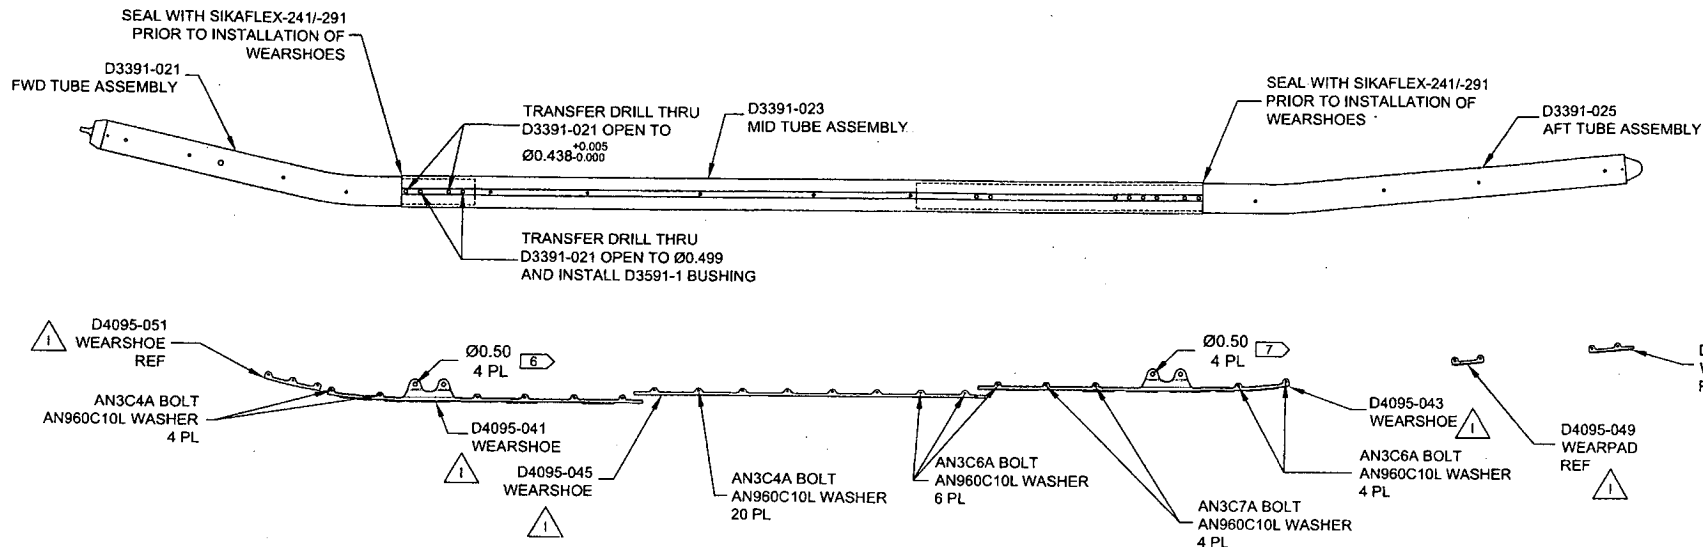 SEAL WITH SIKAFLEX-241/-291
PRIOR TO INSTALLATION OF
WEARSHOES
D3391-021
FWD TUBE ASSEMBLY
TRANSFER DRILL THRU
D3391-021 OPEN TO
Ø0.438+0.005
-0.000
D3391-023
MID TUBE ASSEMBLY
SEAL WITH SIKAFLEX-241/-291
PRIOR TO INSTALLATION OF
WEARSHOES
D3391-025
AFT TUBE ASSEMBLY
TRANSFER DRILL THRU
D3391-021 OPEN TO Ø0.499
AND INSTALL D3591-1 BUSHING
1
D4095-051
WEARSHOE
REF
Ø0.50
4 PL
6
Ø0.50
4 PL
7
AN3C4A BOLT
AN960C10L WASHER
4 PL
D4095-041
WEARSHOE
1
D4095-045
WEARSHOE
1
AN3C4A BOLT
AN960C10L WASHER
20 PL
AN3C6A BOLT
AN960C10L WASHER
6 PL
AN3C7A BOLT
AN960C10L WASHER
4 PL
D4095-043
WEARSHOE
1
AN3C6A BOLT
AN960C10L WASHER
4 PL
D4095-049
WEARPAD
REF
1